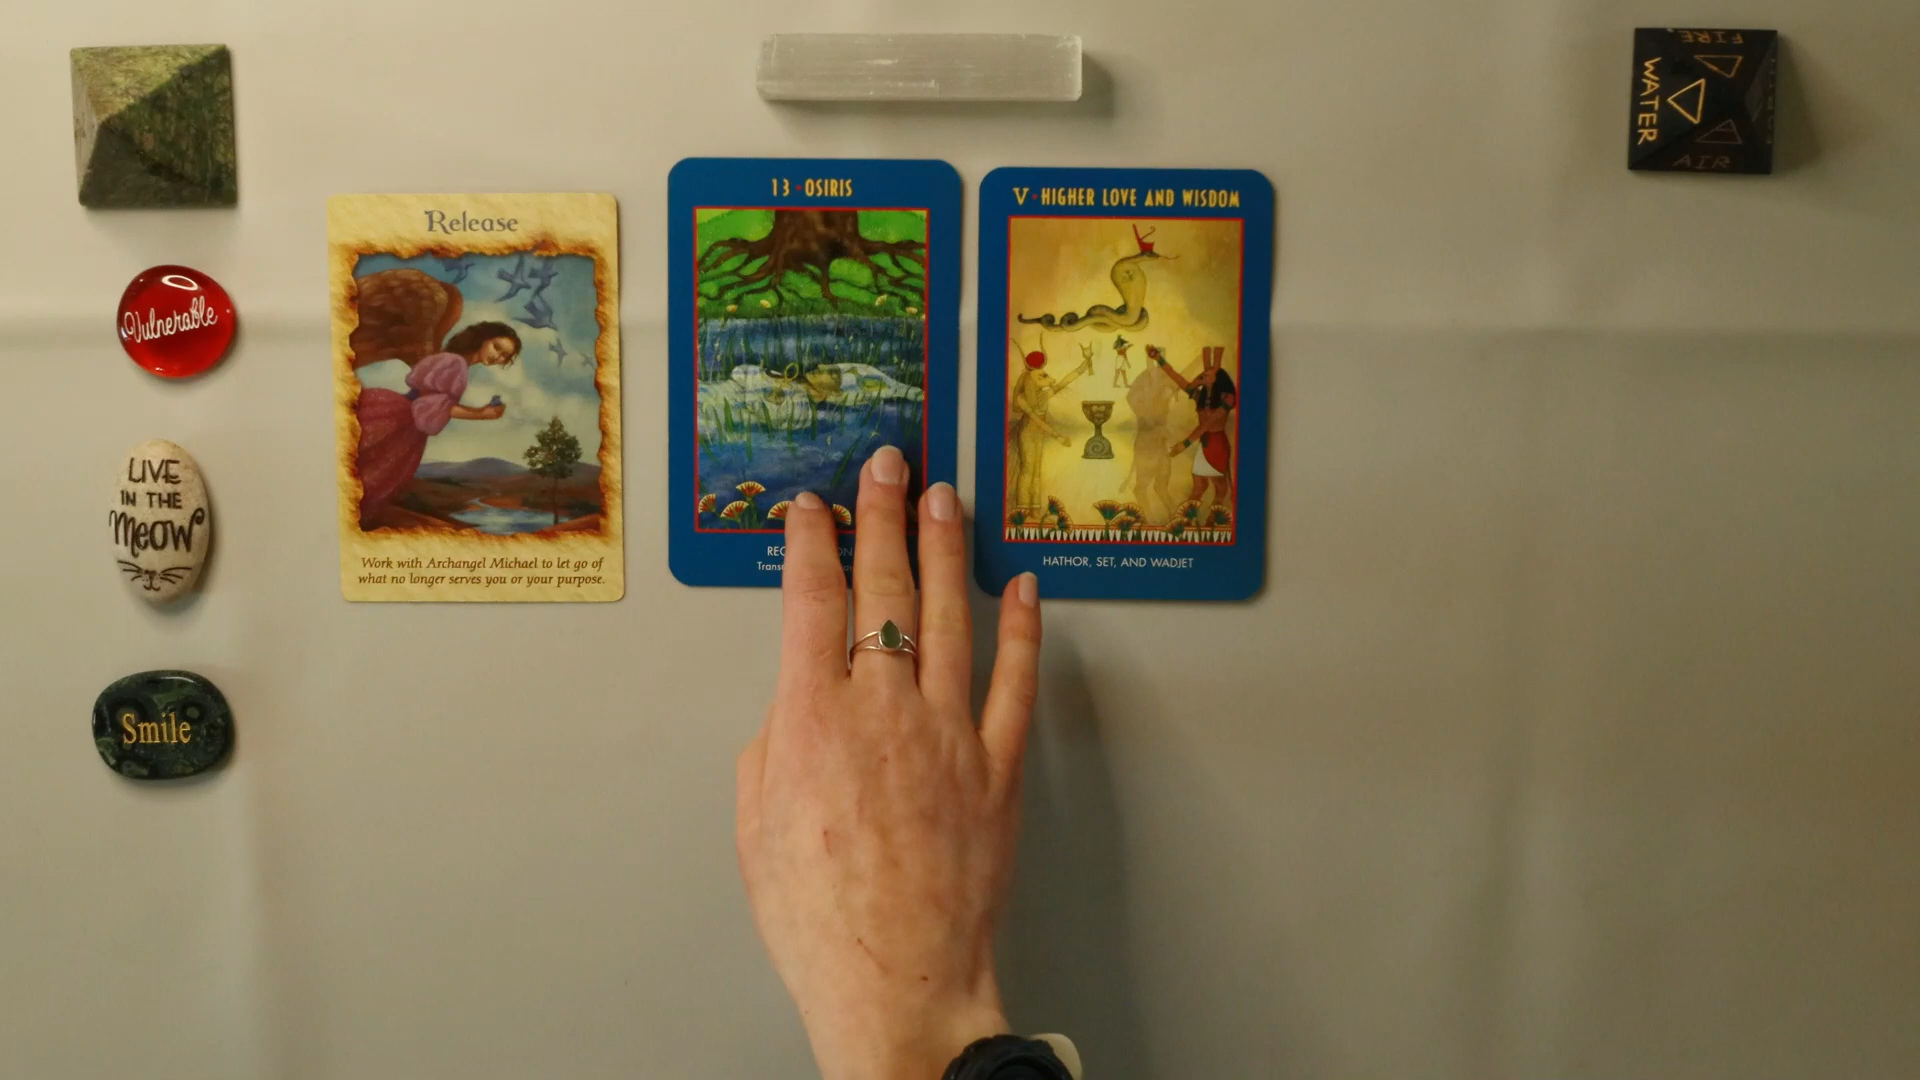 FIRE
WATER
AIR
Release
13 • OSIRIS
V • HIGHER LOVE AND WISDOM
Vulnerable
LIVE
IN THE
MEOW
Work with Archangel Michael to let go of
what no longer serves you or your purpose.
HATHOR, SET, AND WADJET
Smile